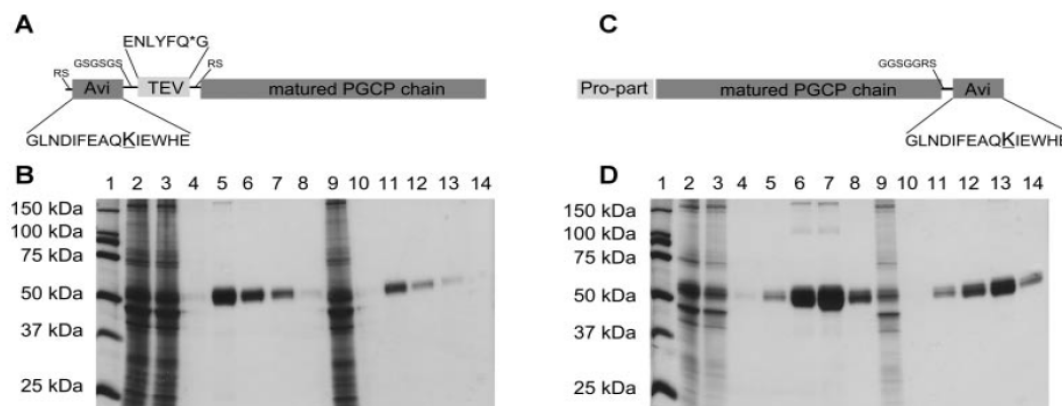 A
ENLYFQ*G
RS GSGSGS RS
Avi TEV matured PGCP chain
GLNDIFEAQKIEWHE
C
GGSGGRS
Pro-part matured PGCP chain Avi
GLNDIFEAQKIEWHE
B
1 2 3 4 5 6 7 8 9 10 11 12 13 14
150 kDa
100 kDa
75 kDa
50 kDa
37 kDa
25 kDa
D
1 2 3 4 5 6 7 8 9 10 11 12 13 14
150 kDa
100 kDa
75 kDa
50 kDa
37 kDa
25 kDa